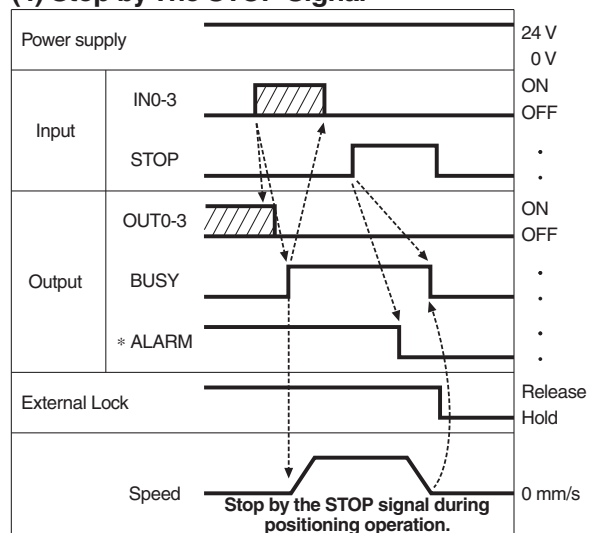 (4) Stop by The STOP Signal
Power supply
24 V
0 V
Input
IN0-3
ON
OFF
STOP
・
・
Output
OUT0-3
ON
OFF
BUSY
・
・
* ALARM
・
・
External Lock
Release
Hold
Speed
0 mm/s
Stop by the STOP signal during
positioning operation.